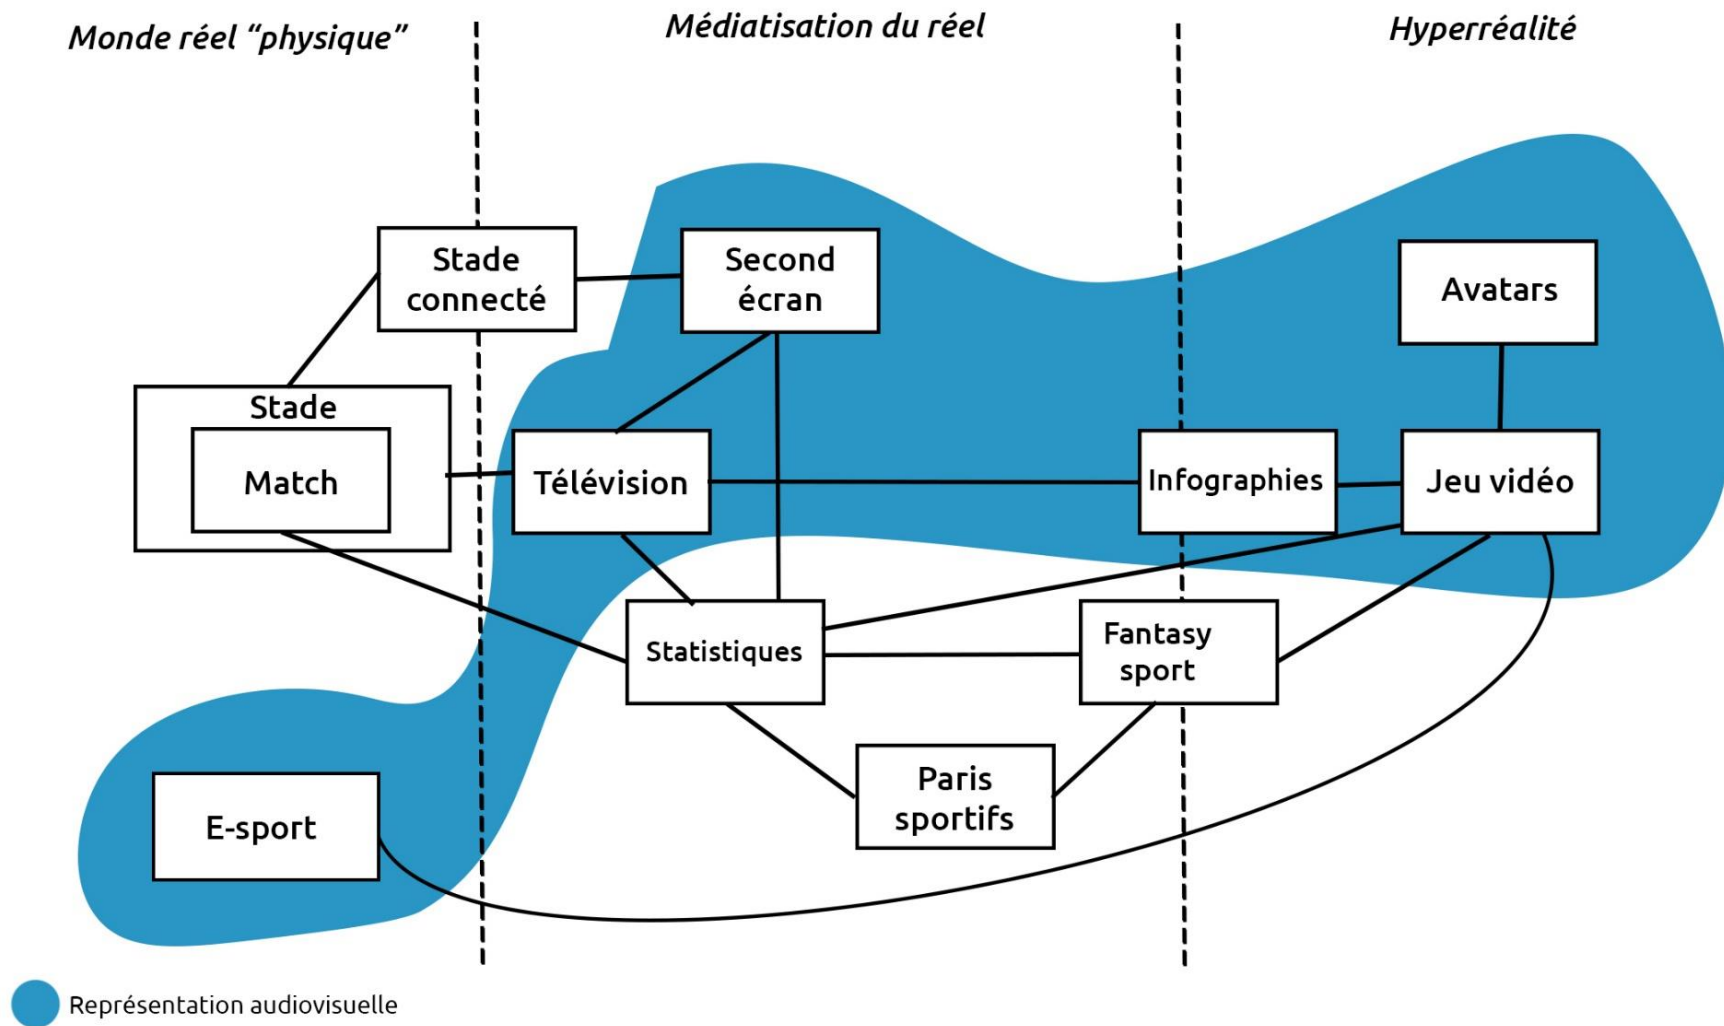 Monde réel “physique”
Médiatisation du réel
Hyperréalité
Stade
connecté
Second
écran
Avatars
Stade
Match
Télévision
Infographies
Jeu vidéo
Statistiques
Fantasy
sport
Paris
sportifs
E-sport
Représentation audiovisuelle